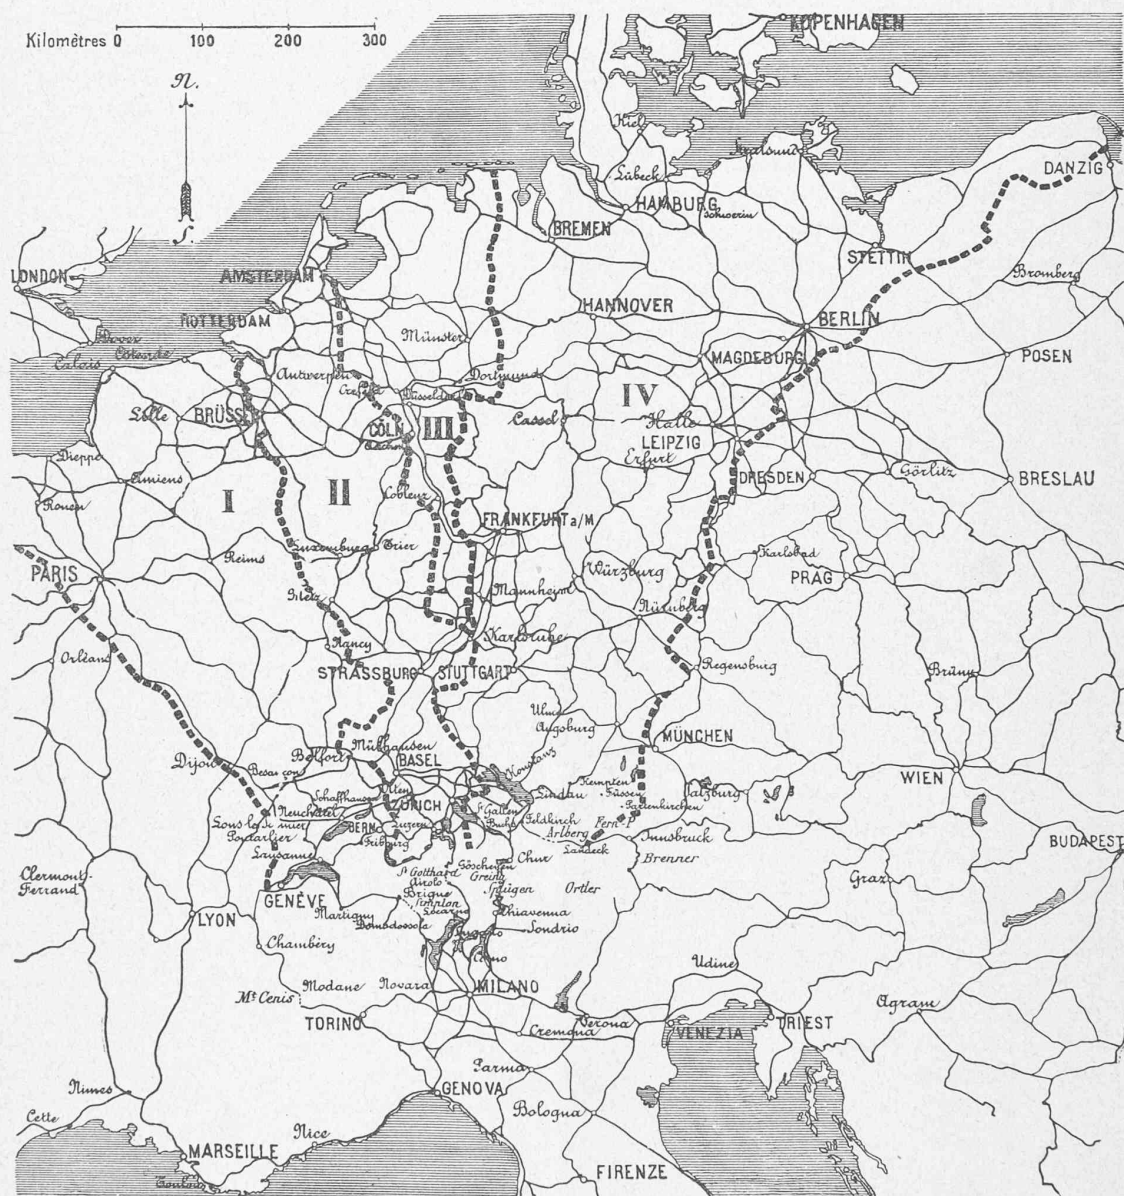 KOPENHAGEN
Kilomètres 0 100 200 300
N.
S.
Kiel
Stralsund
Lübeck
DANZIG
HAMBURG
Schwerin
BREMEN
STETTIN
LONDON
AMSTERDAM
Bromberg
HANNOVER
ROTTERDAM
BERLIN
Dover
Ostende
Münster
MAGDEBURG
POSEN
Calais
Antwerpen
Crefeld
Düsseldorf
Dortmund
IV
Lille
BRÜSSEL
CÖLN
III
Cassel
Halle
Aachen
LEIPZIG
Dieppe
Erfurt
Amiens
DRESDEN
Görlitz
BRESLAU
I
II
Coblenz
Rouen
FRANKFURT a/M
Luxemburg
Trier
Reims
Karlsbad
PARIS
Würzburg
PRAG
Mannheim
Metz
Nürnberg
Nancy
Karlsruhe
Orléans
STRASSBURG
STUTTGART
Regensburg
Brünn
Ulm
Augsburg
MÜNCHEN
Mülhausen
Belfort
Dijon
BASEL
Konstanz
Besançon
WIEN
Kempten
Füssen
Salzburg
Olten
Lindau
Schaffhausen
ZÜRICH
Partenkirchen
Neuchâtel
St Gallen
Buchs
Feldkirch
Fern-P.
Lons le Saunier
BERN
Luzern
Arlberg
Innsbruck
Pontarlier
Fribourg
Landeck
BUDAPEST
Lausanne
Chur
Brenner
Göschenen
Clermont-
Ferrand
St Gotthard
Greina
Graz
Airolo
Brigue
Splügen
Ortler
GENÈVE
Simplon
Locarno
Chiavenna
LYON
Martigny
Domodossola
Lugano
Sondrio
Chambéry
Como
Udine
Modane
Novara
MILANO
Mt Cenis
Agram
TORINO
Verona
Cremona
VENEZIA
TRIEST
Parma
Nîmes
GENOVA
Cette
Bologna
Nice
MARSEILLE
FIRENZE
Toulon